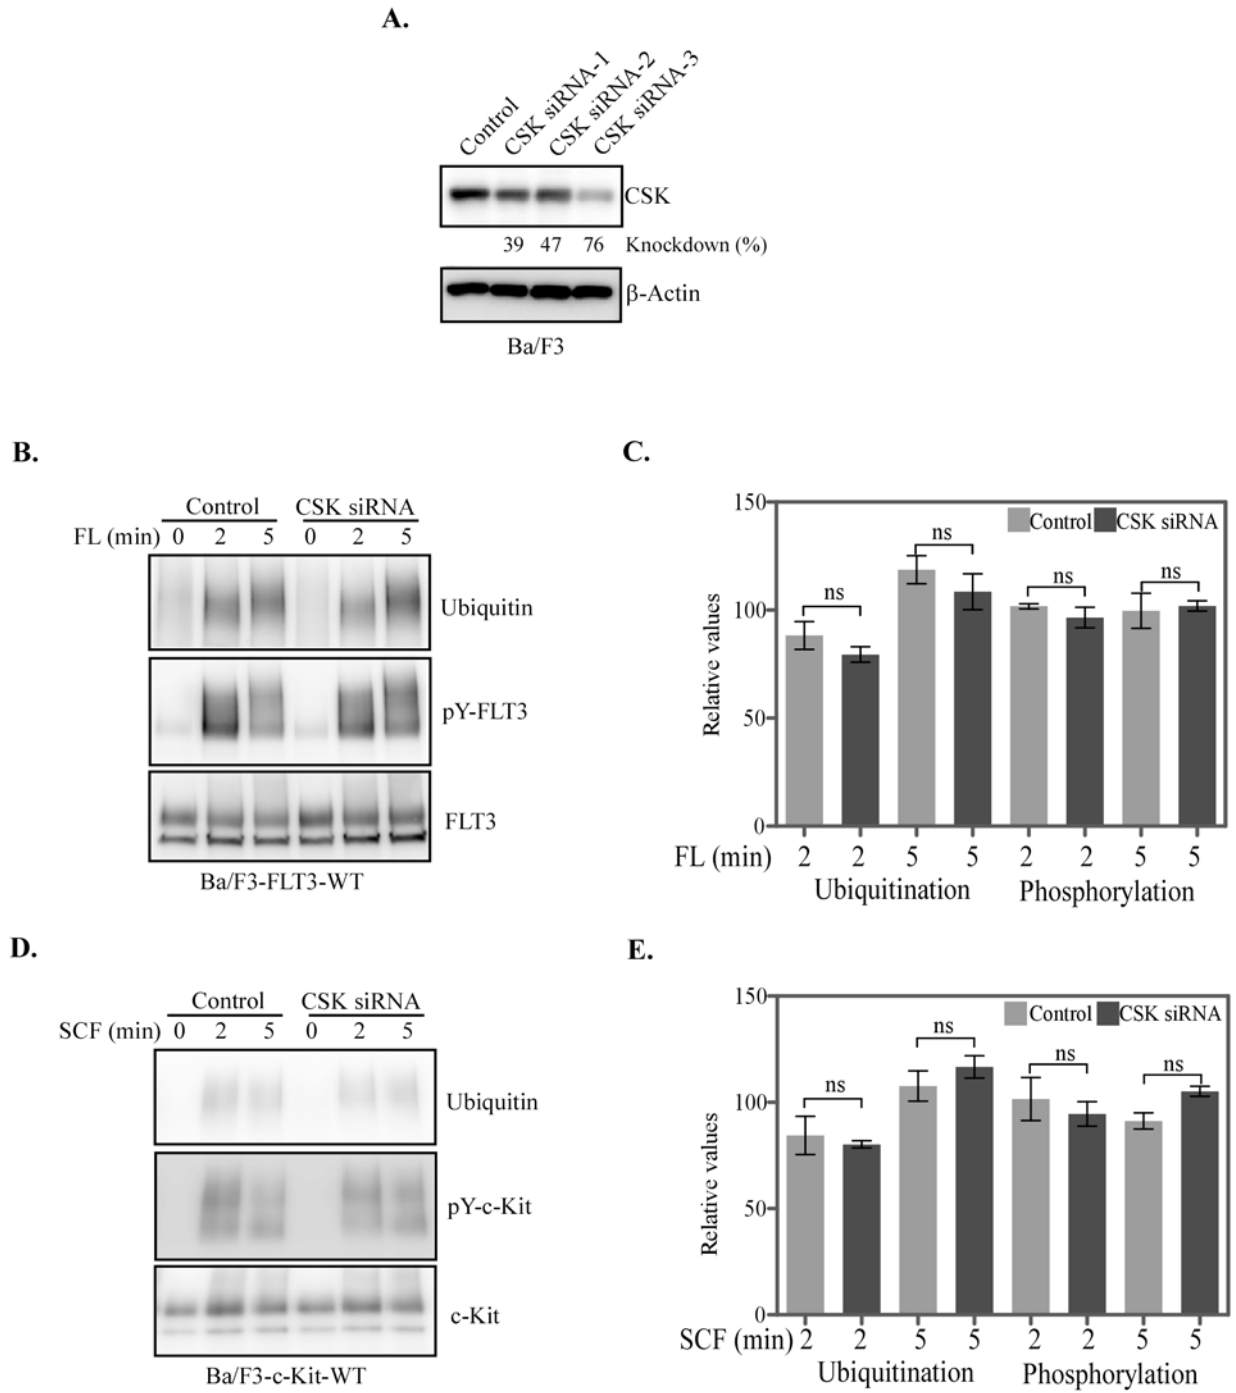 A.
Control
CSK siRNA-1
CSK siRNA-2
CSK siRNA-3
CSK
39 47 76 Knockdown (%)
β-Actin
Ba/F3
B.
Control CSK siRNA
FL (min) 0 2 5 0 2 5
Ubiquitin
pY-FLT3
FLT3
Ba/F3-FLT3-WT
C.
150
Control CSK siRNA
ns
ns
ns
ns
100
50
0
Relative values
FL (min) 2 2 5 5 2 2 5 5
Ubiquitination Phosphorylation
D.
Control CSK siRNA
SCF (min) 0 2 5 0 2 5
Ubiquitin
pY-c-Kit
c-Kit
Ba/F3-c-Kit-WT
E.
150
Control CSK siRNA
ns
ns
ns
ns
100
50
0
Relative values
SCF (min) 2 2 5 5 2 2 5 5
Ubiquitination Phosphorylation